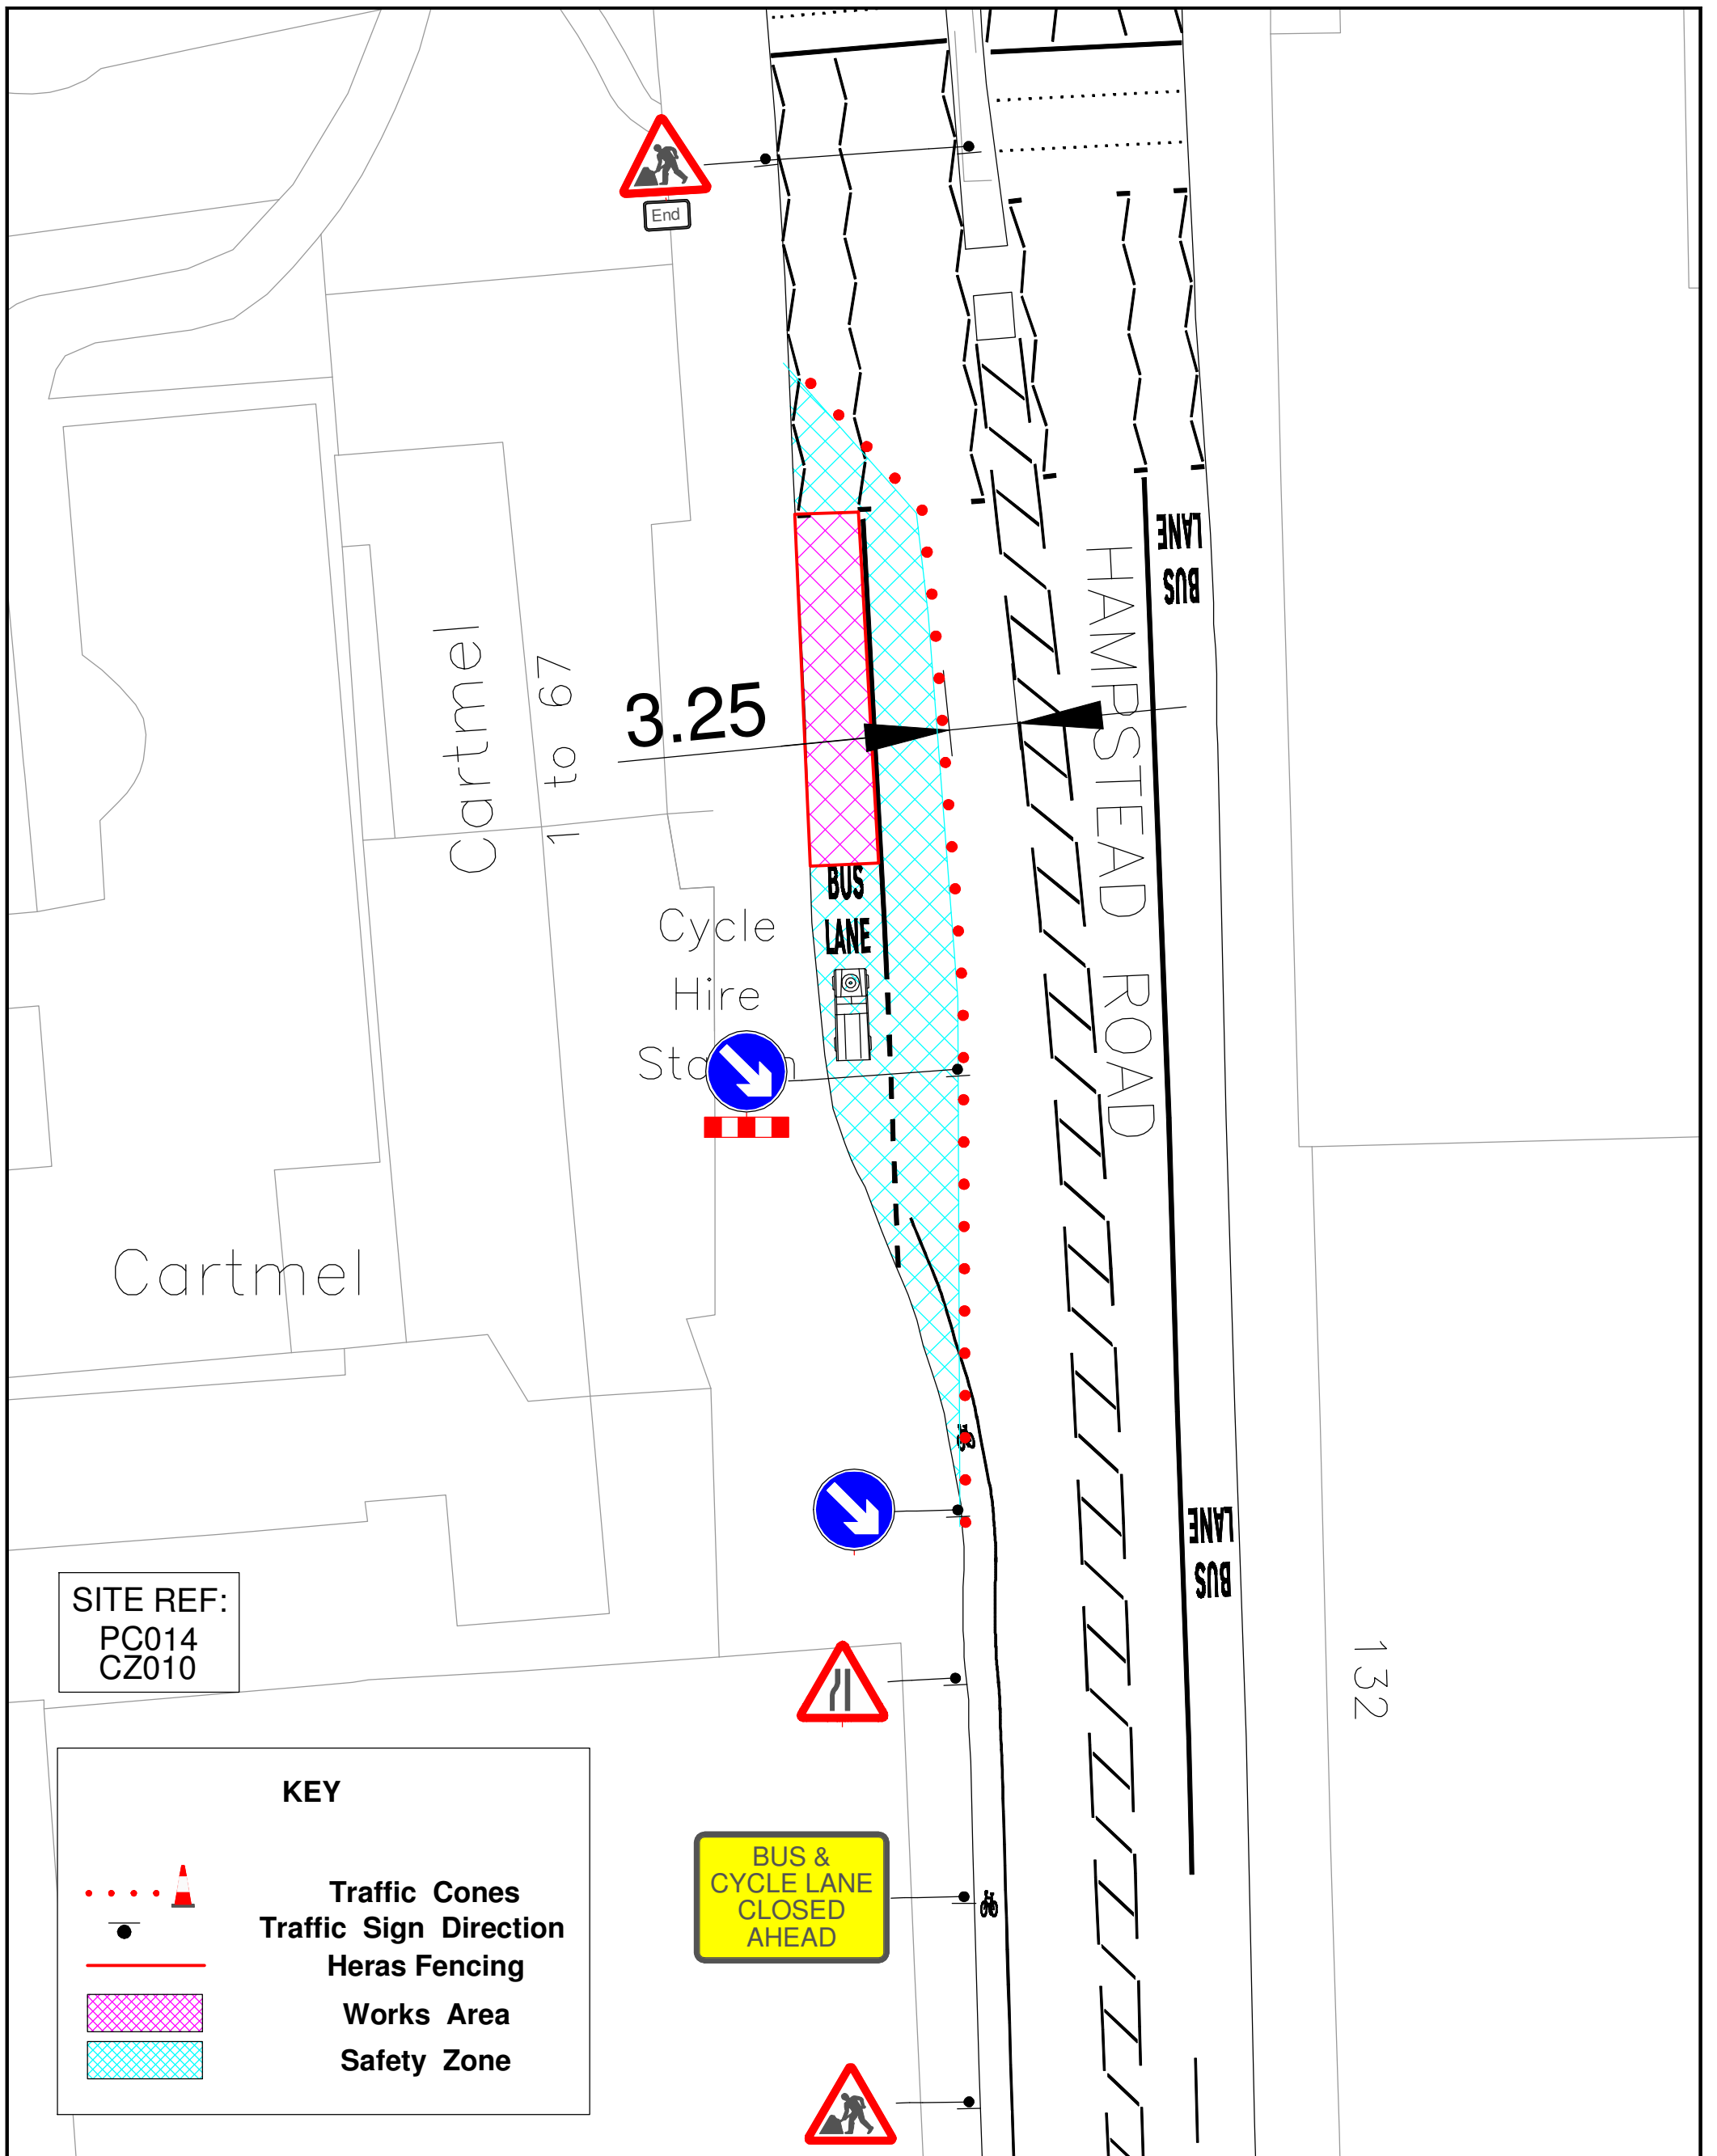 End
LANE
BUS
HAMPSTEAD ROAD
Cartmel
1 to 67
3.25
BUS
LANE
Cycle
Hire
Cartmel
LANE
BUS
SITE REF:
PC014
CZ010
132
KEY
Traffic Cones
Traffic Sign Direction
Heras Fencing
Works Area
Safety Zone
BUS &
CYCLE LANE
CLOSED
AHEAD